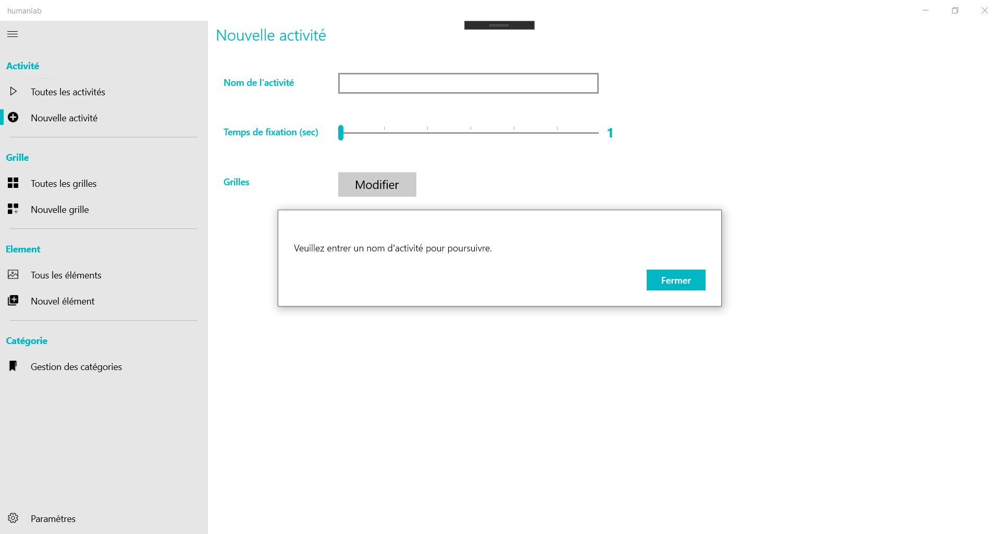 humanlab
Activité
Toutes les activités
Nouvelle activité
Grille
Toutes les grilles
Nouvelle grille
Element
Tous les éléments
Nouvel élément
Catégorie
Gestion des catégories
Paramètres
Nouvelle activité
Nom de l'activité
Temps de fixation (sec)
1
Grilles
Modifier
Veuillez entrer un nom d'activité pour poursuivre.
Fermer